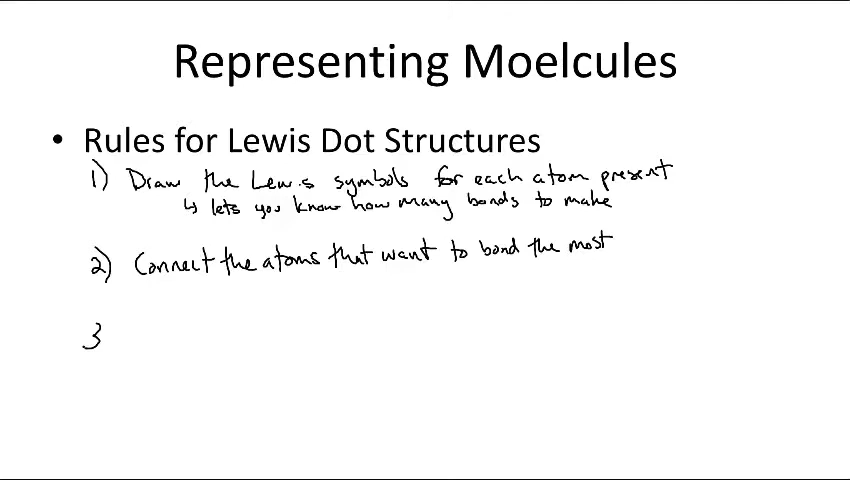 Representing Moelcules
• Rules for Lewis Dot Structures
1) Draw the Lewis symbols for each atom present
↳ lets you know how many bonds to make
2) Connect the atoms that want to bond the most
3